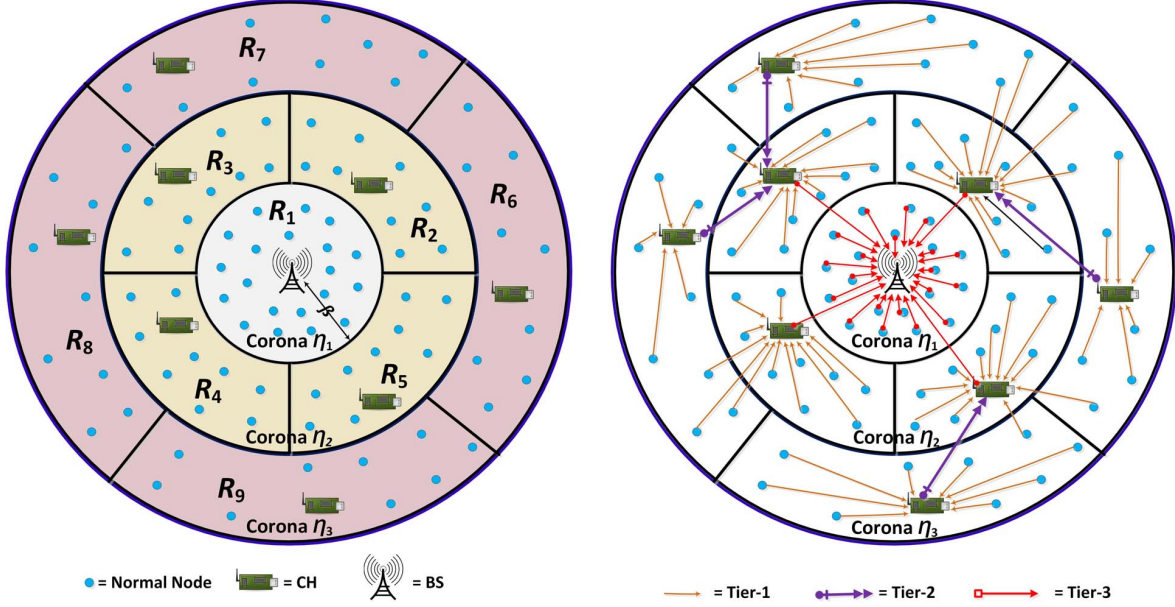 R7
R3
R6
R1
R2
β
Corona η1
R8
R5
R4
Corona η2
R9
Corona η3
= Normal Node
= CH
= BS
Corona η1
Corona η2
Corona η3
= Tier-1
= Tier-2
= Tier-3